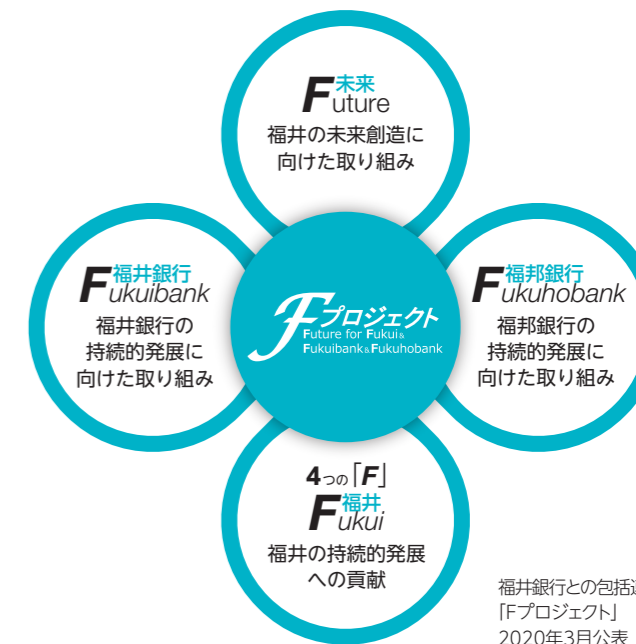 未来
Future
福井の未来創造に
向けた取り組み
福井銀行
Fukuibank
福井銀行の
持続的発展に
向けた取り組み
Fプロジェクト
Future for Fukui&
Fukuibank&Fukuhobank
福邦銀行
Fukuhobank
福邦銀行の
持続的発展に
向けた取り組み
4つの「F」
福井
Fukui
福井の持続的発展
への貢献
福井銀行との包括
「Fプロジェクト」
2020年3月公表